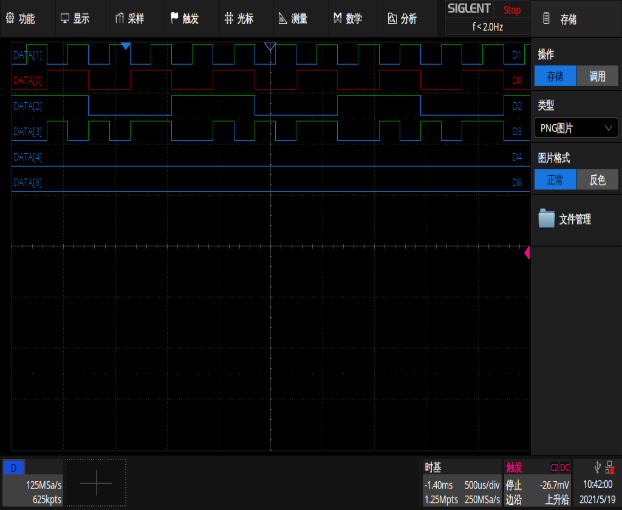 功能 显示 采样 触发 光标 测量 数学 分析
SIGLENT Stop
f < 2.0Hz
存储
操作
存储 调用
类型
PNG图片
图片格式
正常 反色
文件管理
DATA[1] D1
DATA[0] D0
DATA[2] D2
DATA[3] D3
DATA[4] D4
DATA[8] D8
D
125MSa/s
625kpts
时基
-1.40ms 500us/div
1.25Mpts 250MSa/s
触发 C2 DC
停止 -26.7mV
边沿 上升沿
10:42:00
2021/5/19